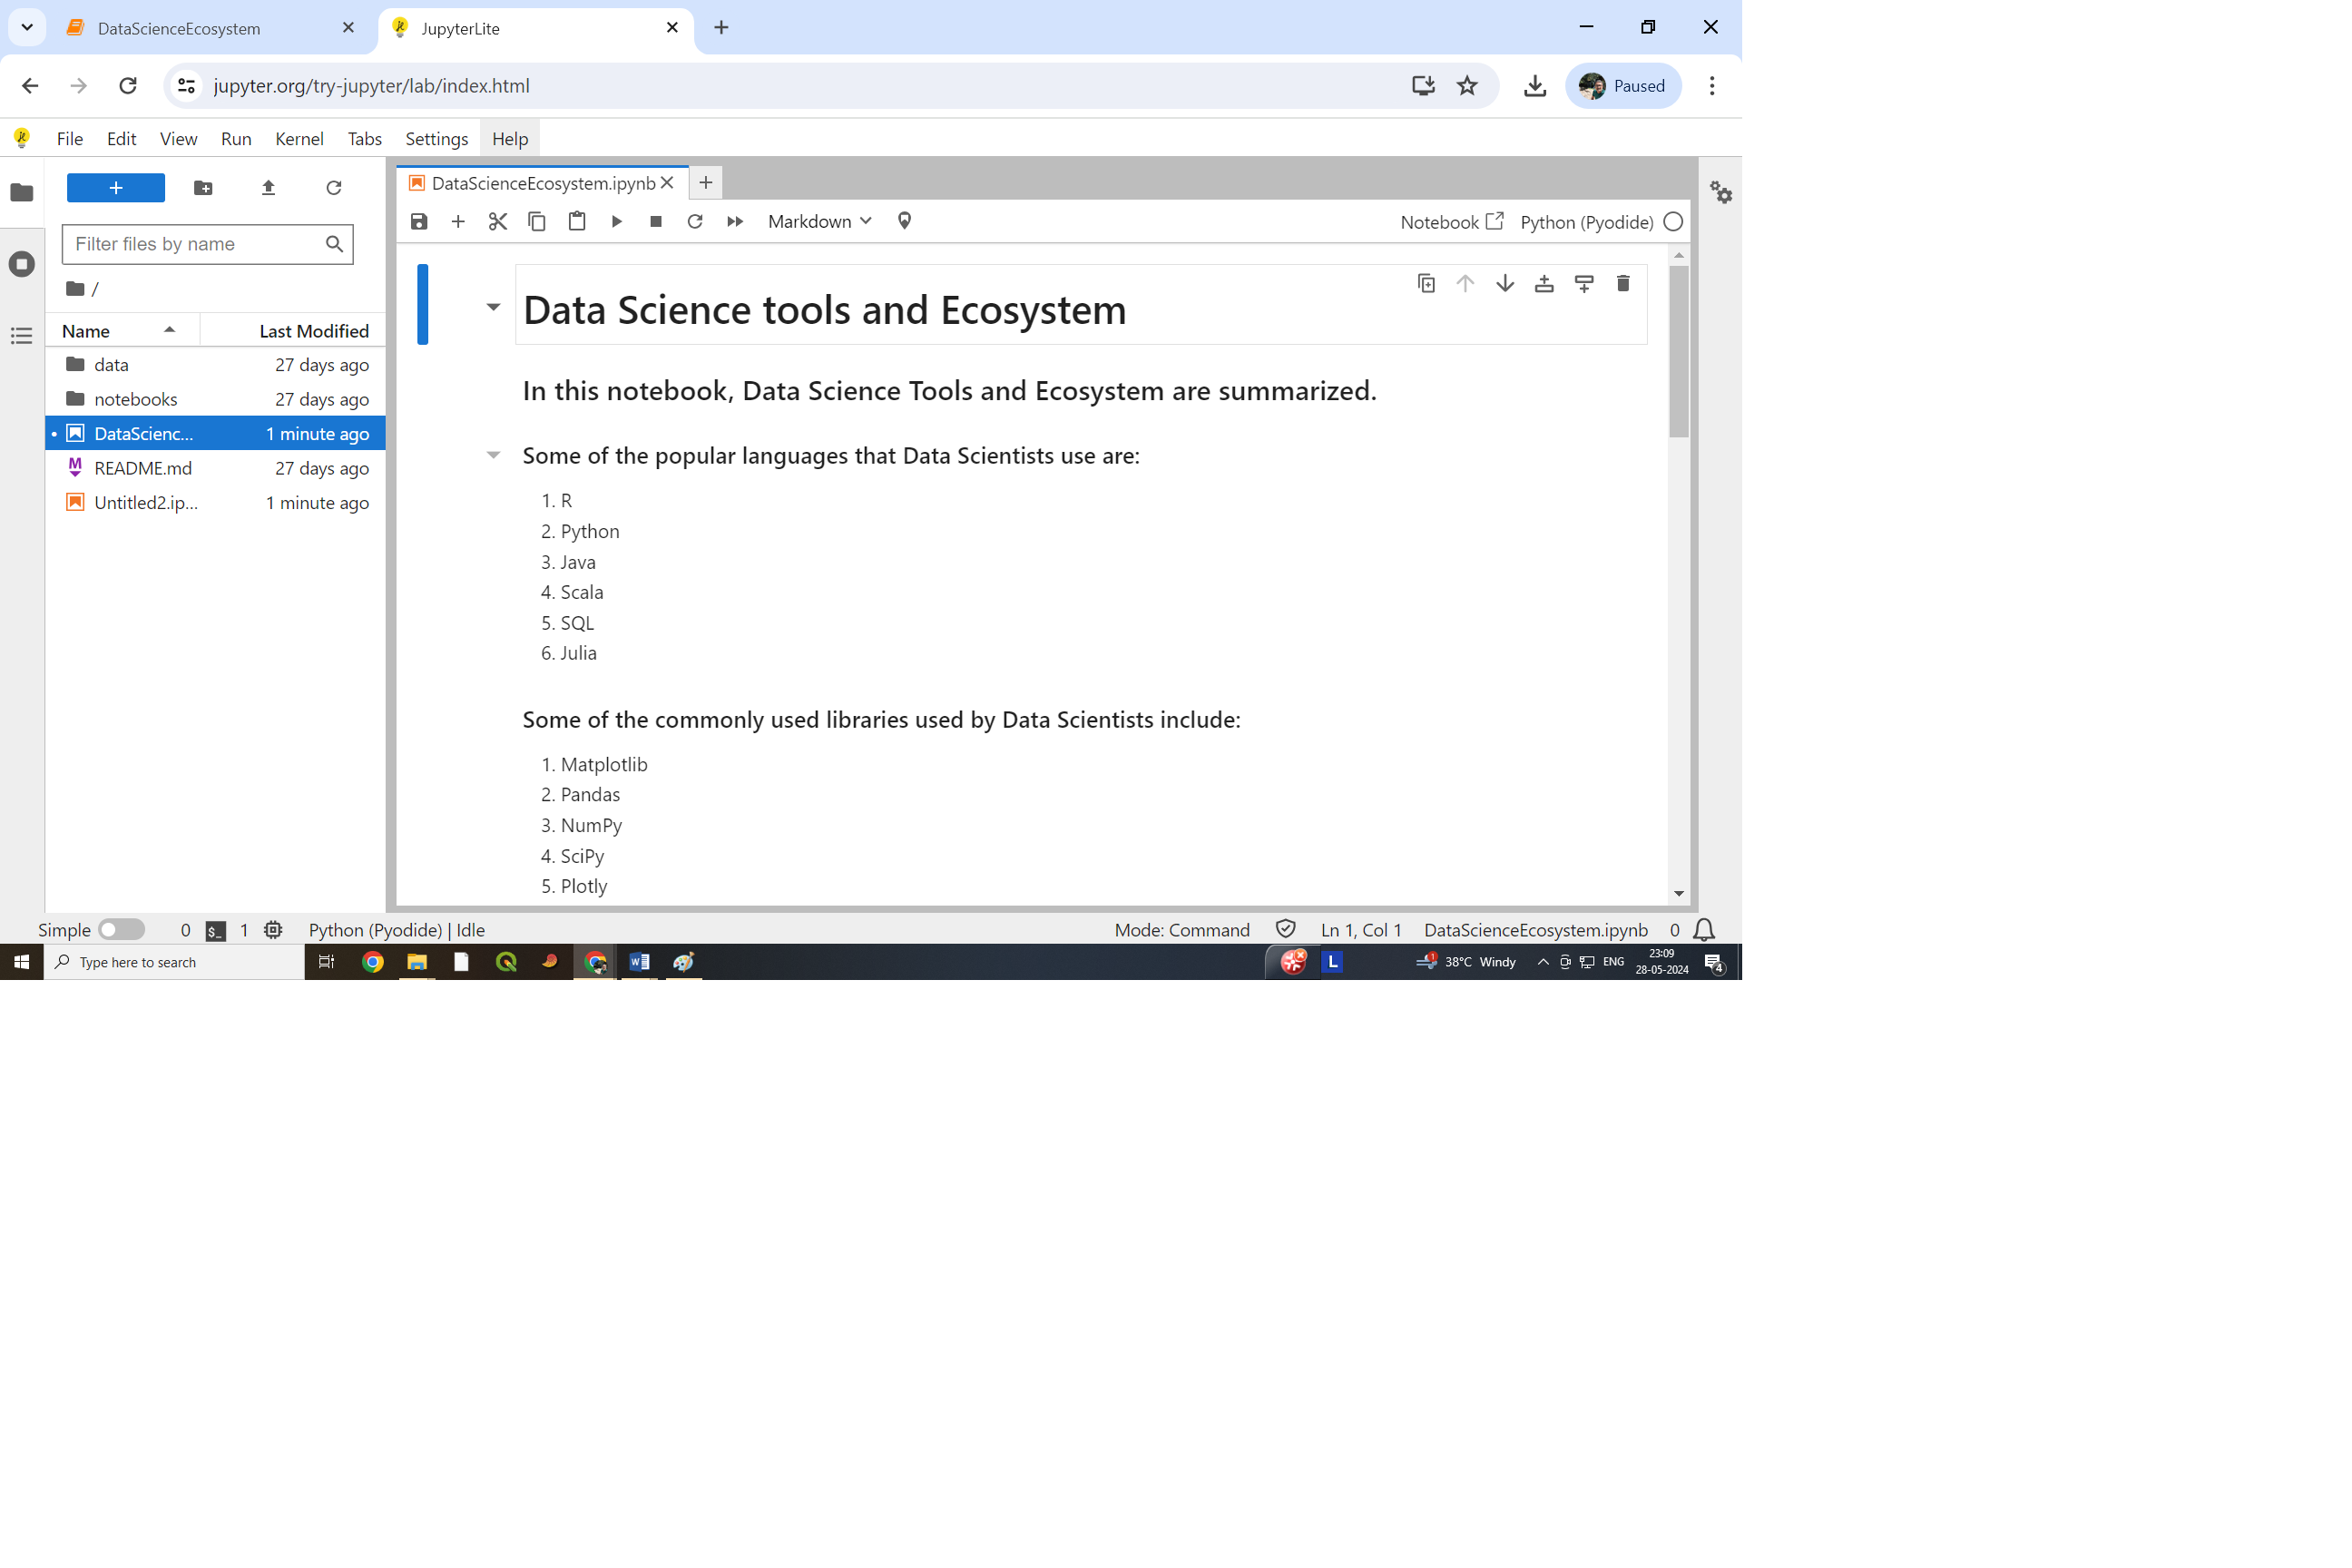 DataScienceEcosystem
JupyterLite
jupyter.org/try-jupyter/lab/index.html
Paused
File Edit View Run Kernel Tabs Settings Help
DataScienceEcosystem.ipynb
Markdown
Notebook
Python (Pyodide)
Filter files by name
/
Name Last Modified
data 27 days ago
notebooks 27 days ago
DataScienc... 1 minute ago
M README.md 27 days ago
Untitled2.ip... 1 minute ago
Data Science tools and Ecosystem
In this notebook, Data Science Tools and Ecosystem are summarized.
Some of the popular languages that Data Scientists use are:
1. R
2. Python
3. Java
4. Scala
5. SQL
6. Julia
Some of the commonly used libraries used by Data Scientists include:
1. Matplotlib
2. Pandas
3. NumPy
4. SciPy
5. Plotly
Simple 0 $_ 1 Python (Pyodide) | Idle Mode: Command Ln 1, Col 1 DataScienceEcosystem.ipynb 0
Type here to search
W
L
1
38°C Windy
ENG
23:09
28-05-2024
4